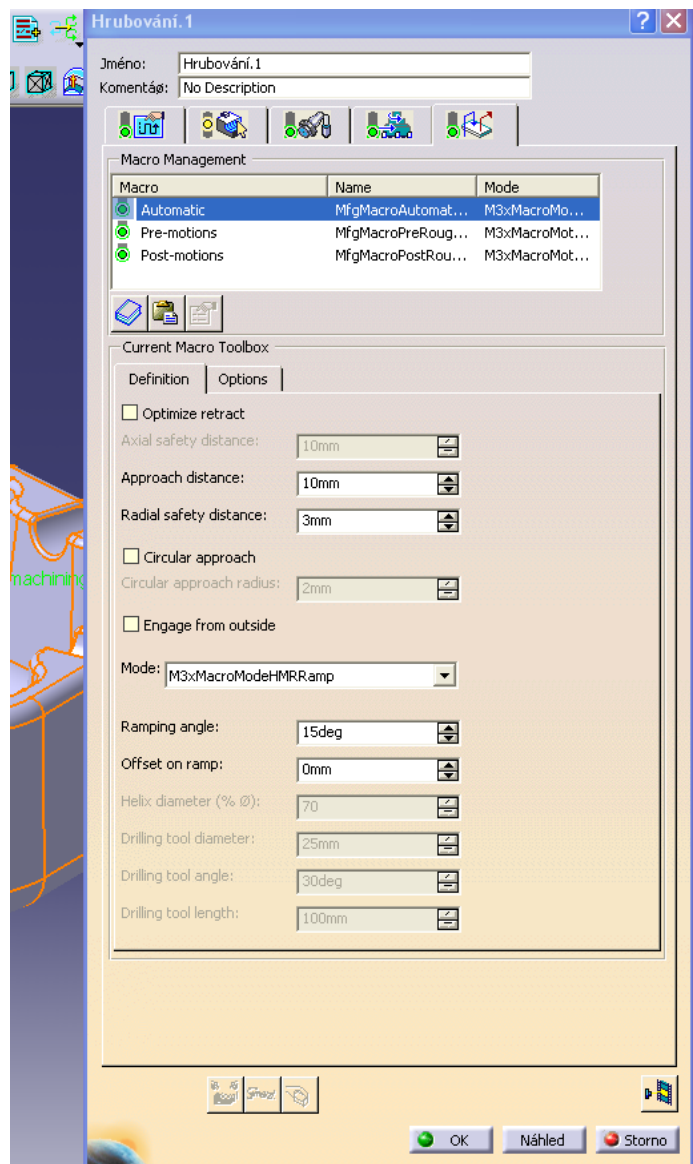 Hrubování.1
Jméno: Hrubování.1
Komentáø: No Description
Macro Management
Macro Name Mode
Automatic MfgMacroAutomat... M3xMacroMo...
Pre-motions MfgMacroPreRoug... M3xMacroMot...
Post-motions MfgMacroPostRou... M3xMacroMot...
Current Macro Toolbox
Definition Options
Optimize retract
Axial safety distance: 10mm
Approach distance: 10mm
Radial safety distance: 3mm
Circular approach
machining
Circular approach radius: 2mm
Engage from outside
Mode: M3xMacroModeHMRRamp
Ramping angle: 15deg
Offset on ramp: 0mm
Helix diameter (% Ø): 70
Drilling tool diameter: 25mm
Drilling tool angle: 30deg
Drilling tool length: 100mm
OK Náhled Storno